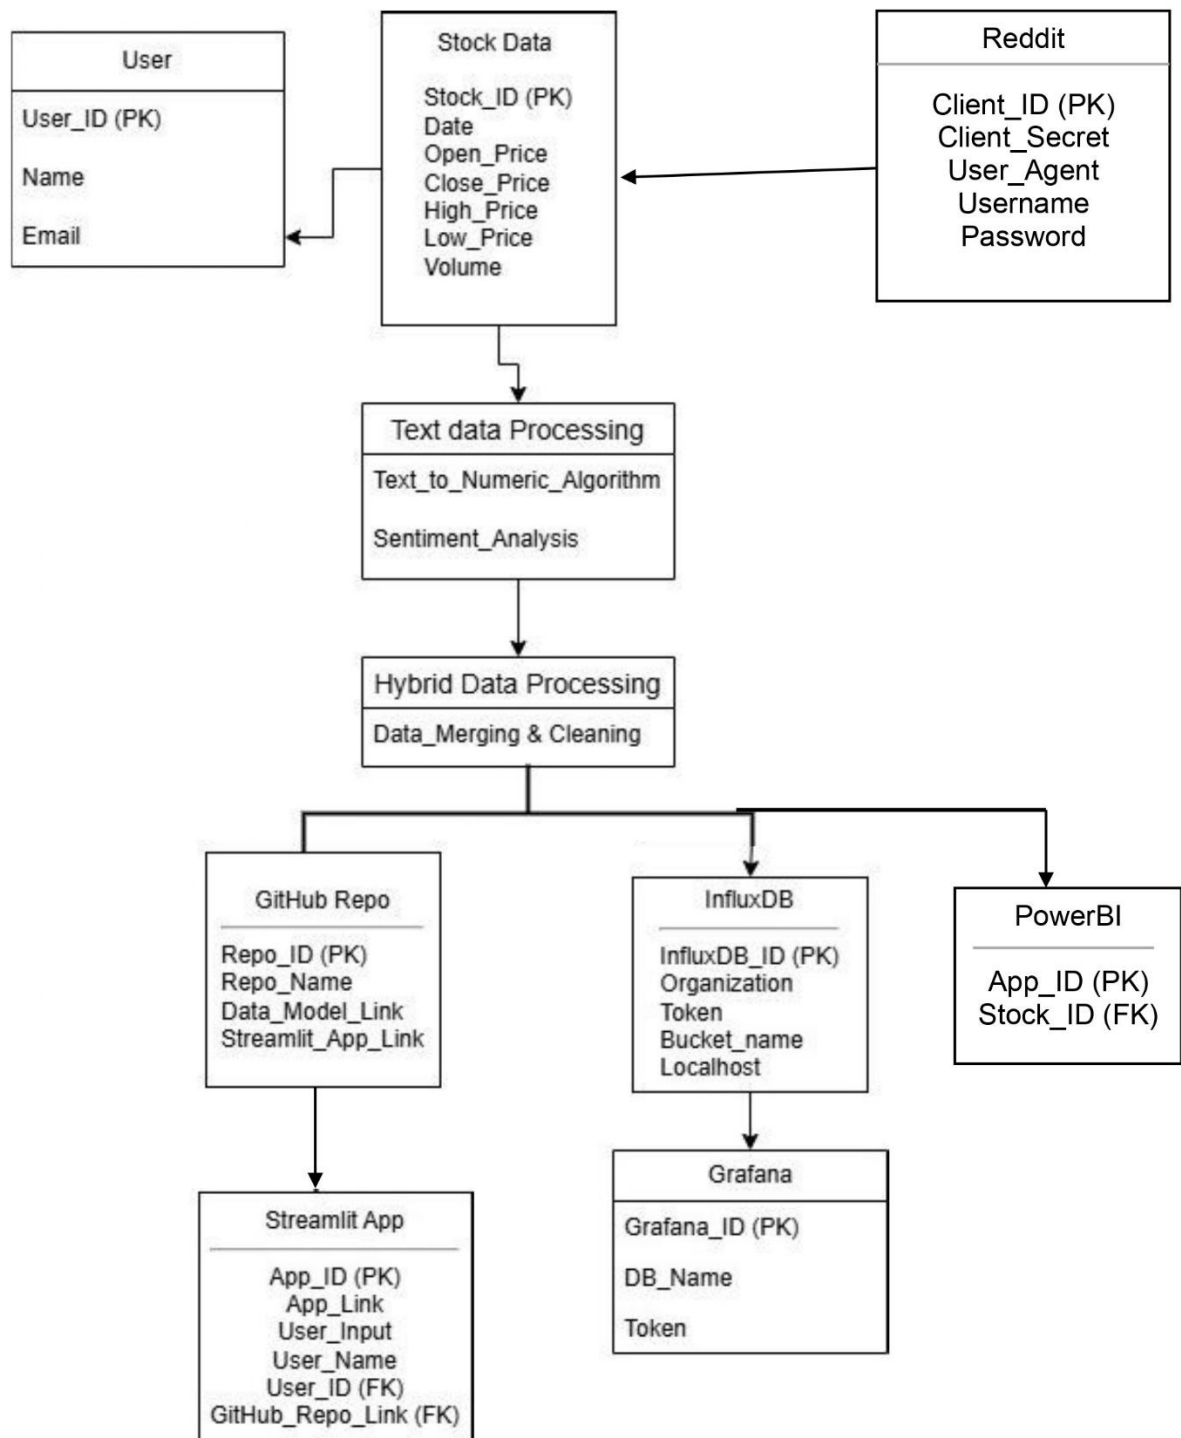 User
User_ID (PK)
Name
Email
Stock Data
Stock_ID (PK)
Date
Open_Price
Close_Price
High_Price
Low_Price
Volume
Reddit
Client_ID (PK)
Client_Secret
User_Agent
Username
Password
Text data Processing
Text_to_Numeric_Algorithm
Sentiment_Analysis
Hybrid Data Processing
Data_Merging & Cleaning
GitHub Repo
Repo_ID (PK)
Repo_Name
Data_Model_Link
Streamlit_App_Link
InfluxDB
InfluxDB_ID (PK)
Organization
Token
Bucket_name
Localhost
PowerBI
App_ID (PK)
Stock_ID (FK)
Streamlit App
App_ID (PK)
App_Link
User_Input
User_Name
User_ID (FK)
GitHub_Repo_Link (FK)
Grafana
Grafana_ID (PK)
DB_Name
Token